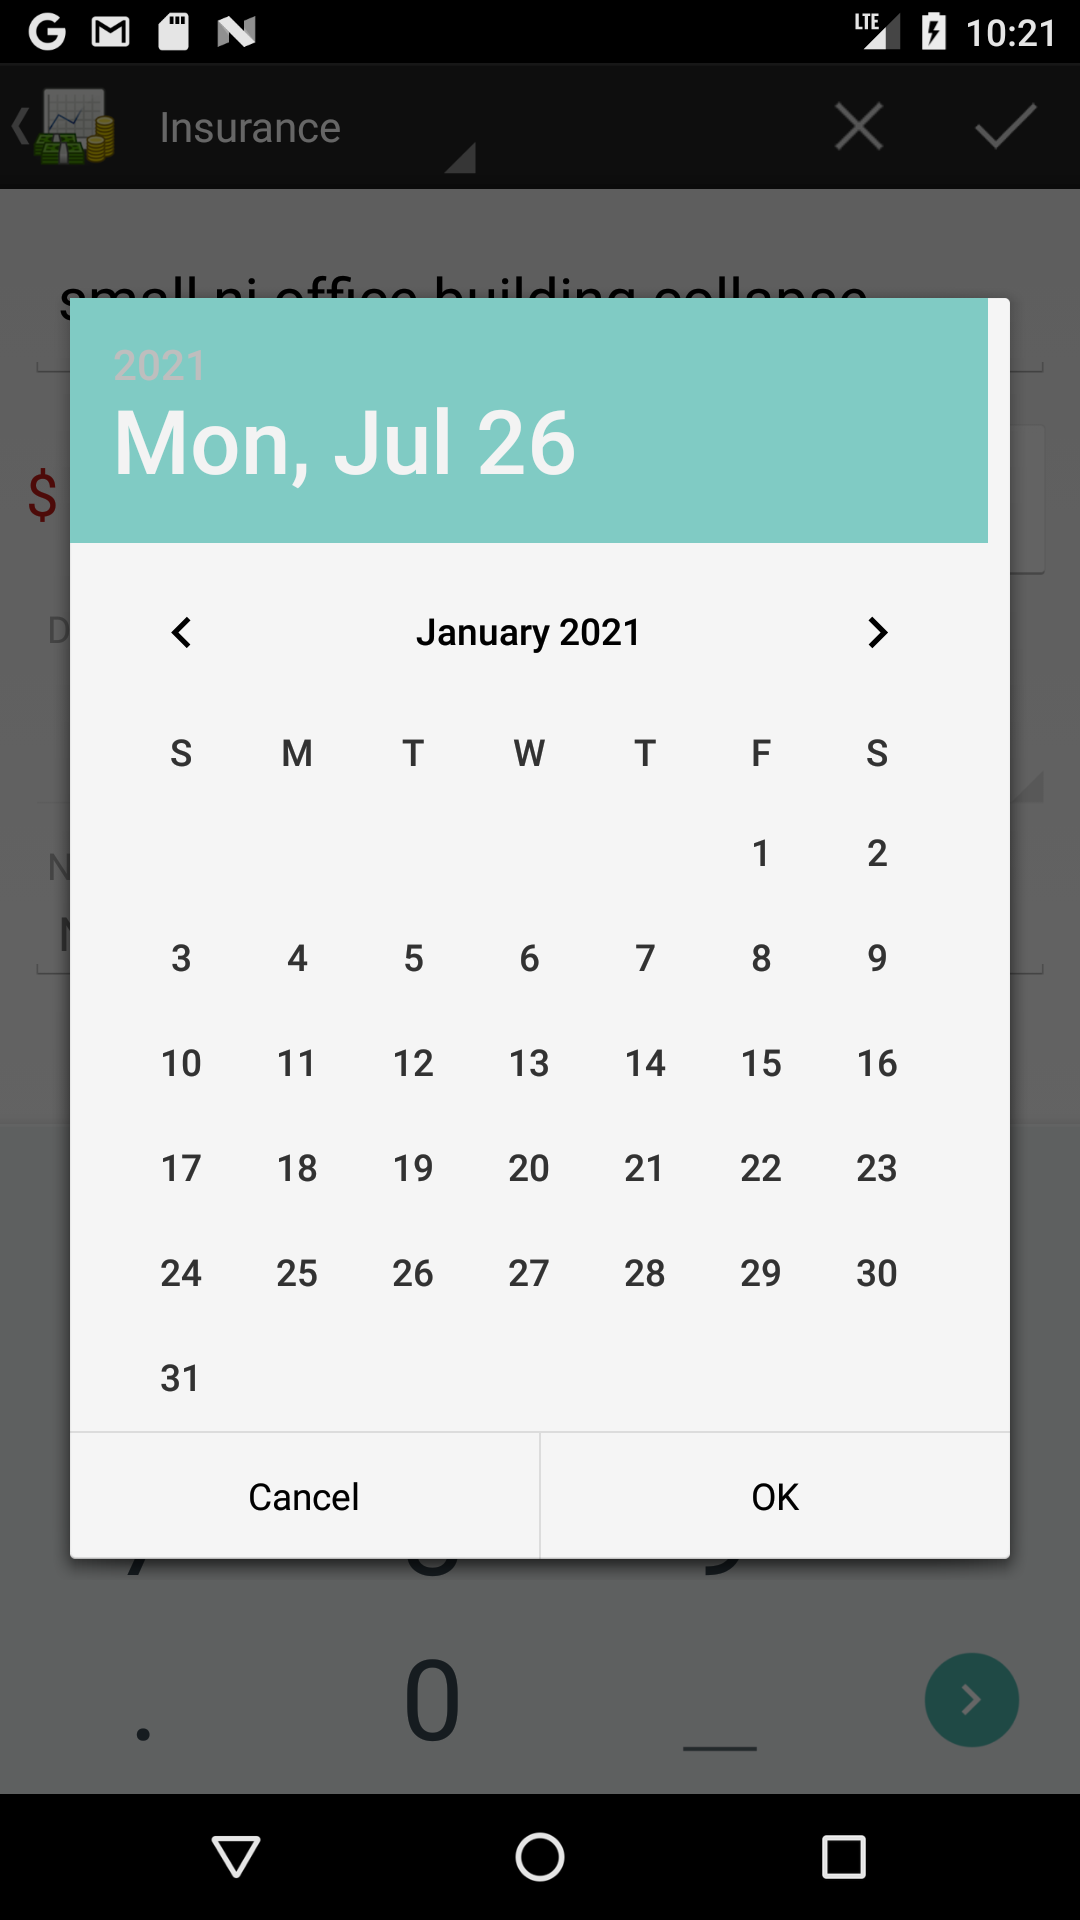 LTE 10:21
Insurance
small nj office building collapse
2021
Mon, Jul 26
$
D
January 2021
S M T W T F S
1 2
3 4 5 6 7 8 9
N
10 11 12 13 14 15 16
17 18 19 20 21 22 23
24 25 26 27 28 29 30
31
Cancel OK
. 0